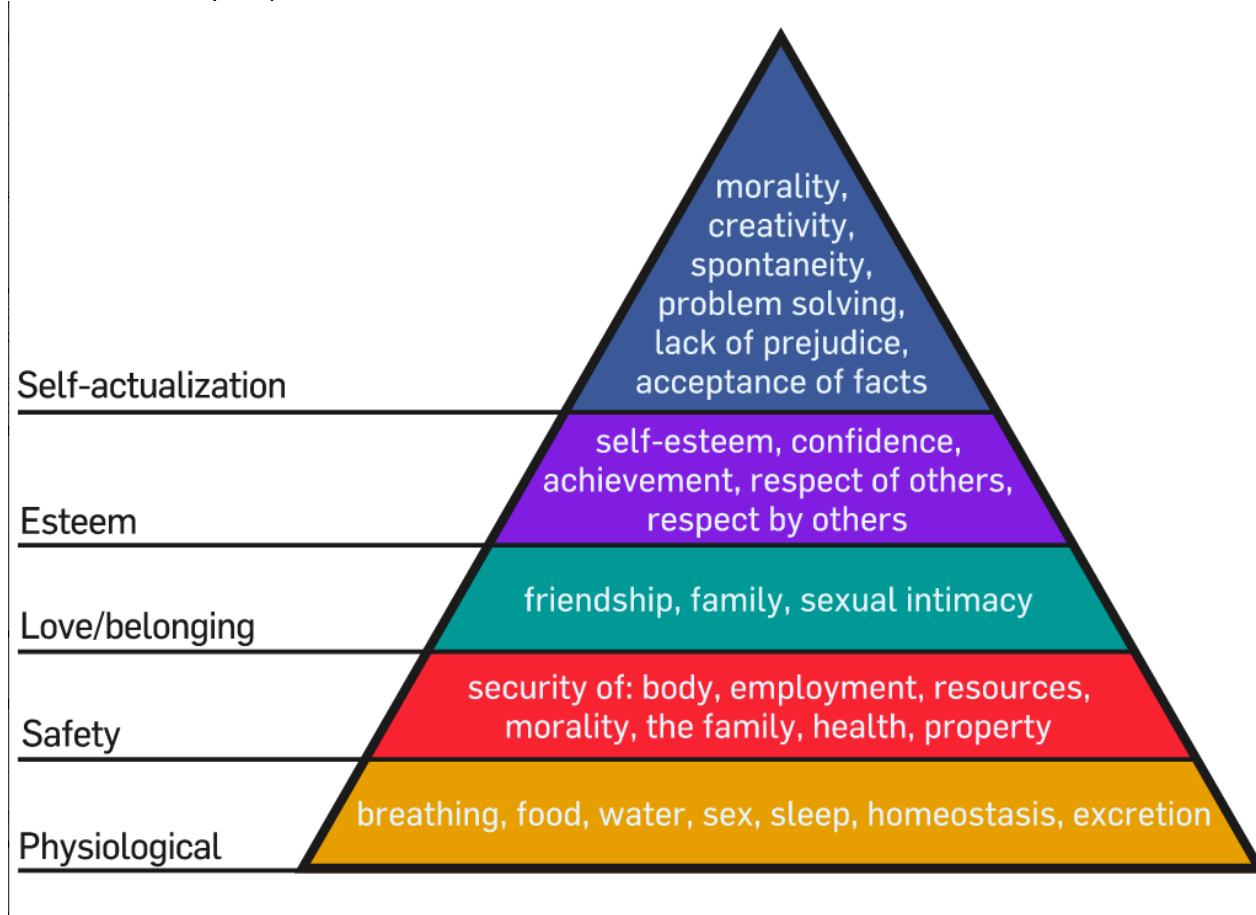 morality,
creativity,
spontaneity,
problem solving,
lack of prejudice,
acceptance of facts
Self-actualization
self-esteem, confidence,
achievement, respect of others,
respect by others
Esteem
friendship, family, sexual intimacy
Love/belonging
security of: body, employment, resources,
morality, the family, health, property
Safety
breathing, food, water, sex, sleep, homeostasis, excretion
Physiological